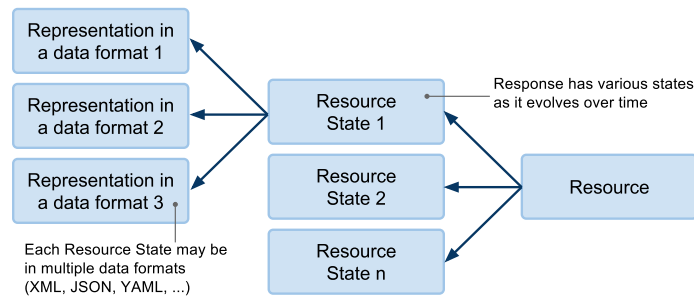 Representation in
a data format 1
Representation in
a data format 2
Representation in
a data format 3
Each Resource State may be
in multiple data formats
(XML, JSON, YAML, ...)
Resource
State 1
Resource
State 2
Resource
State n
Response has various states
as it evolves over time
Resource